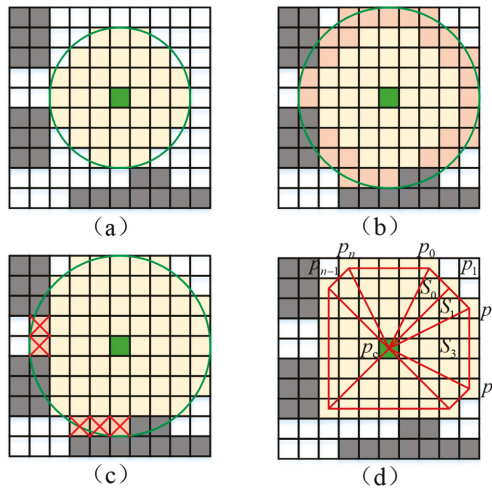 (a)
(b)
p_n p_0
p_{n-1} p_1
S_0
S_1 p
p_c S_3
p
(c)
(d)